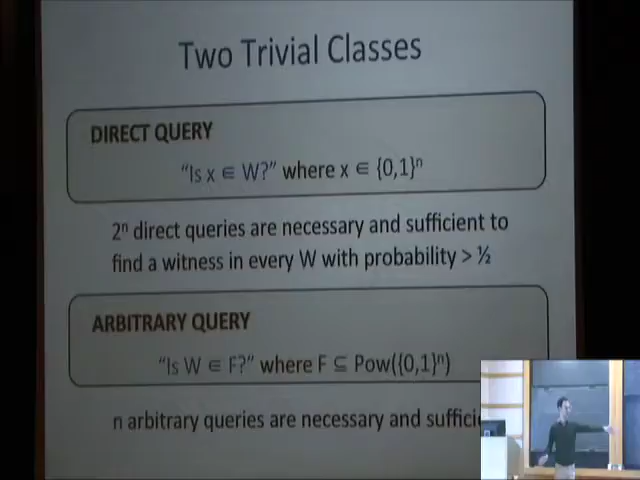 Two Trivial Classes
DIRECT QUERY
"Is x ∈ W?" where x ∈ {0,1}ⁿ
2ⁿ direct queries are necessary and sufficient to
find a witness in every W with probability > ½
ARBITRARY QUERY
"Is W ∈ F?" where F ⊆ Pow({0,1}ⁿ)
n arbitrary queries are necessary and suffici